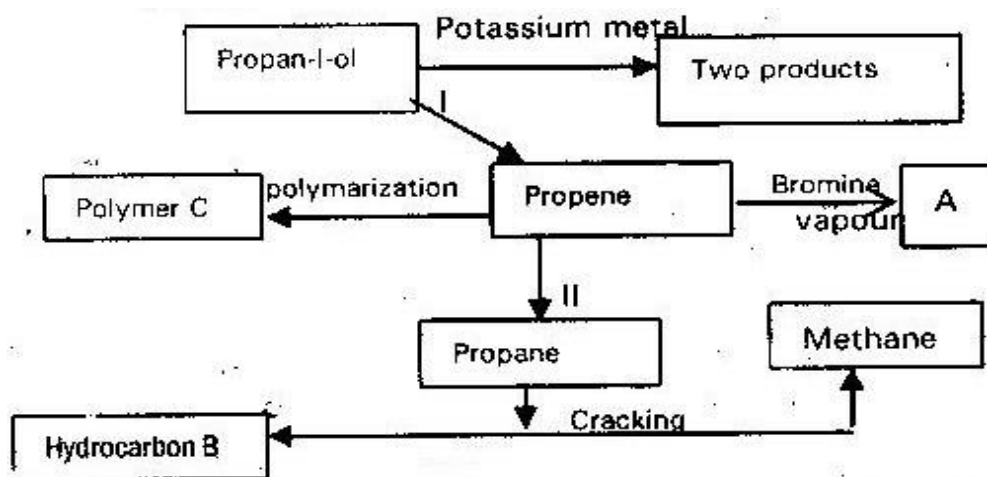 Potassium metal
Propan-I-ol
Two products
I
polymarization
Propene
Bromine
vapour
A
Polymer C
II
Propane
Methane
Cracking
Hydrocarbon B